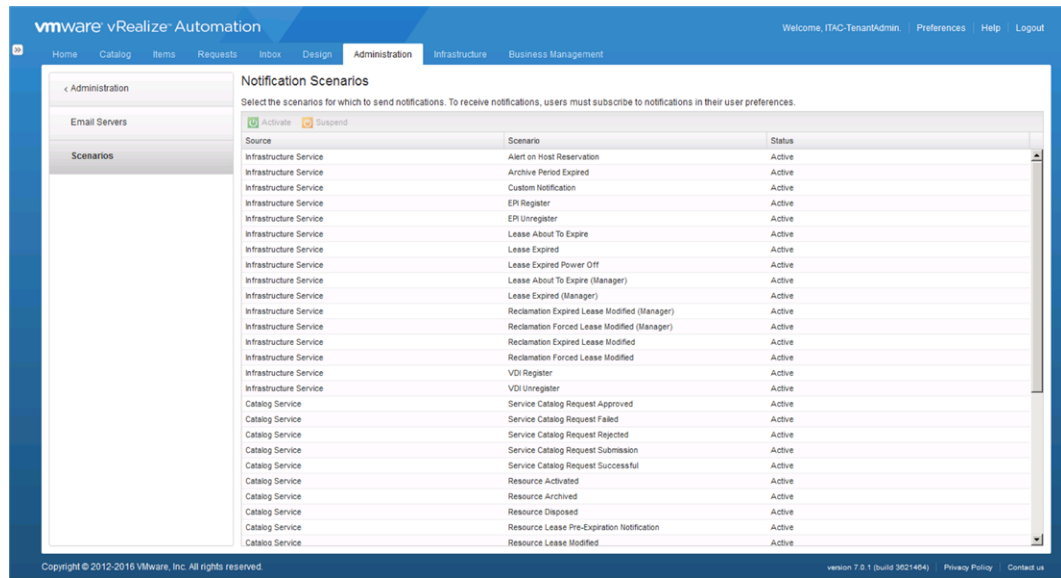 vmware vRealize Automation
Welcome, ITAC-TenantAdmin. Preferences Help Logout
Home Catalog Items Requests Inbox Design Administration Infrastructure Business Management
< Administration
Email Servers
Scenarios
Notification Scenarios
Select the scenarios for which to send notifications. To receive notifications, users must subscribe to notifications in their user preferences.
Activate Suspend
Source Scenario Status
Infrastructure Service Alert on Host Reservation Active
Infrastructure Service Archive Period Expired Active
Infrastructure Service Custom Notification Active
Infrastructure Service EPI Register Active
Infrastructure Service EPI Unregister Active
Infrastructure Service Lease About To Expire Active
Infrastructure Service Lease Expired Active
Infrastructure Service Lease Expired Power Off Active
Infrastructure Service Lease About To Expire (Manager) Active
Infrastructure Service Lease Expired (Manager) Active
Infrastructure Service Reclamation Expired Lease Modified (Manager) Active
Infrastructure Service Reclamation Forced Lease Modified (Manager) Active
Infrastructure Service Reclamation Expired Lease Modified Active
Infrastructure Service Reclamation Forced Lease Modified Active
Infrastructure Service VDI Register Active
Infrastructure Service VDI Unregister Active
Catalog Service Service Catalog Request Approved Active
Catalog Service Service Catalog Request Failed Active
Catalog Service Service Catalog Request Rejected Active
Catalog Service Service Catalog Request Submission Active
Catalog Service Service Catalog Request Successful Active
Catalog Service Resource Activated Active
Catalog Service Resource Archived Active
Catalog Service Resource Disposed Active
Catalog Service Resource Lease Pre-Expiration Notification Active
Catalog Service Resource Lease Modified Active
Copyright © 2012-2016 VMware, Inc. All rights reserved.
version 7.0.1 (build 3621464) Privacy Policy Contact us